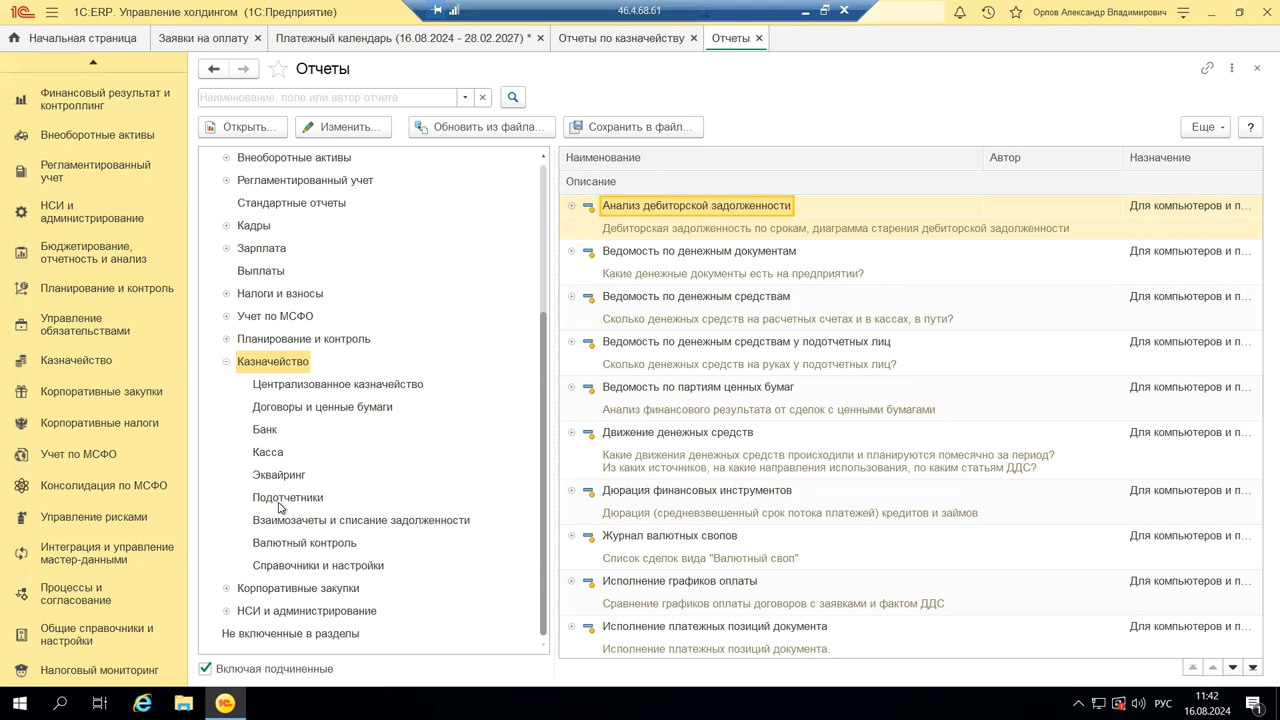 1С:ERP. Управление холдингом (1С:Предприятие)
46.4.68.61
Орлов Александр Владимирович
Начальная страница
Заявки на оплату
Платежный календарь (16.08.2024 - 28.02.2027) *
Отчеты по казначейству
Отчеты
Финансовый результат и
контроллинг
Внеоборотные активы
Регламентированный
учет
НСИ и
администрирование
Бюджетирование,
отчетность и анализ
Планирование и контроль
Управление
обязательствами
Казначейство
Корпоративные закупки
Корпоративные налоги
Учет по МСФО
Консолидация по МСФО
Управление рисками
Интеграция и управление
мастер-данными
Процессы и
согласование
Общие справочники и
настройки
Налоговый мониторинг
Отчеты
Наименование, поле или автор отчета
Открыть...
Изменить...
Обновить из файла...
Сохранить в файл...
Еще
?
Внеоборотные активы
Регламентированный учет
Стандартные отчеты
Кадры
Зарплата
Выплаты
Налоги и взносы
Учет по МСФО
Планирование и контроль
Казначейство
Централизованное казначейство
Договоры и ценные бумаги
Банк
Касса
Эквайринг
Подотчетники
Взаимозачеты и списание задолженности
Валютный контроль
Справочники и настройки
Корпоративные закупки
НСИ и администрирование
Не включенные в разделы
Включая подчиненные
Наименование Автор Назначение
Описание
Анализ дебиторской задолженности Для компьютеров и п...
Дебиторская задолженность по срокам, диаграмма старения дебиторской задолженности
Ведомость по денежным документам Для компьютеров и п...
Какие денежные документы есть на предприятии?
Ведомость по денежным средствам Для компьютеров и п...
Сколько денежных средств на расчетных счетах и в кассах, в пути?
Ведомость по денежным средствам у подотчетных лиц Для компьютеров и п...
Сколько денежных средств на руках у подотчетных лиц?
Ведомость по партиям ценных бумаг Для компьютеров и п...
Анализ финансового результата от сделок с ценными бумагами
Движение денежных средств Для компьютеров и п...
Какие движения денежных средств происходили и планируются помесячно за период?
Из каких источников, на какие направления использования, по каким статьям ДДС?
Дюрация финансовых инструментов Для компьютеров и п...
Дюрация (средневзвешенный срок потока платежей) кредитов и займов
Журнал валютных свопов Для компьютеров и п...
Список сделок вида "Валютный своп"
Исполнение графиков оплаты Для компьютеров и п...
Сравнение графиков оплаты договоров с заявками и фактом ДДС
Исполнение платежных позиций документа Для компьютеров и п...
Исполнение платежных позиций документа.
РУС
11:42
16.08.2024
1